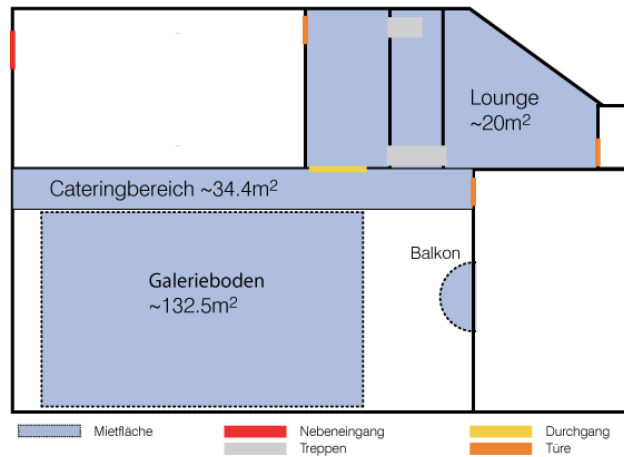 Lounge
~20m²
Cateringbereich ~34.4m²
Balkon
Galerieboden
~132.5m²
Mietfläche
Nebeneingang
Durchgang
Treppen
Türe